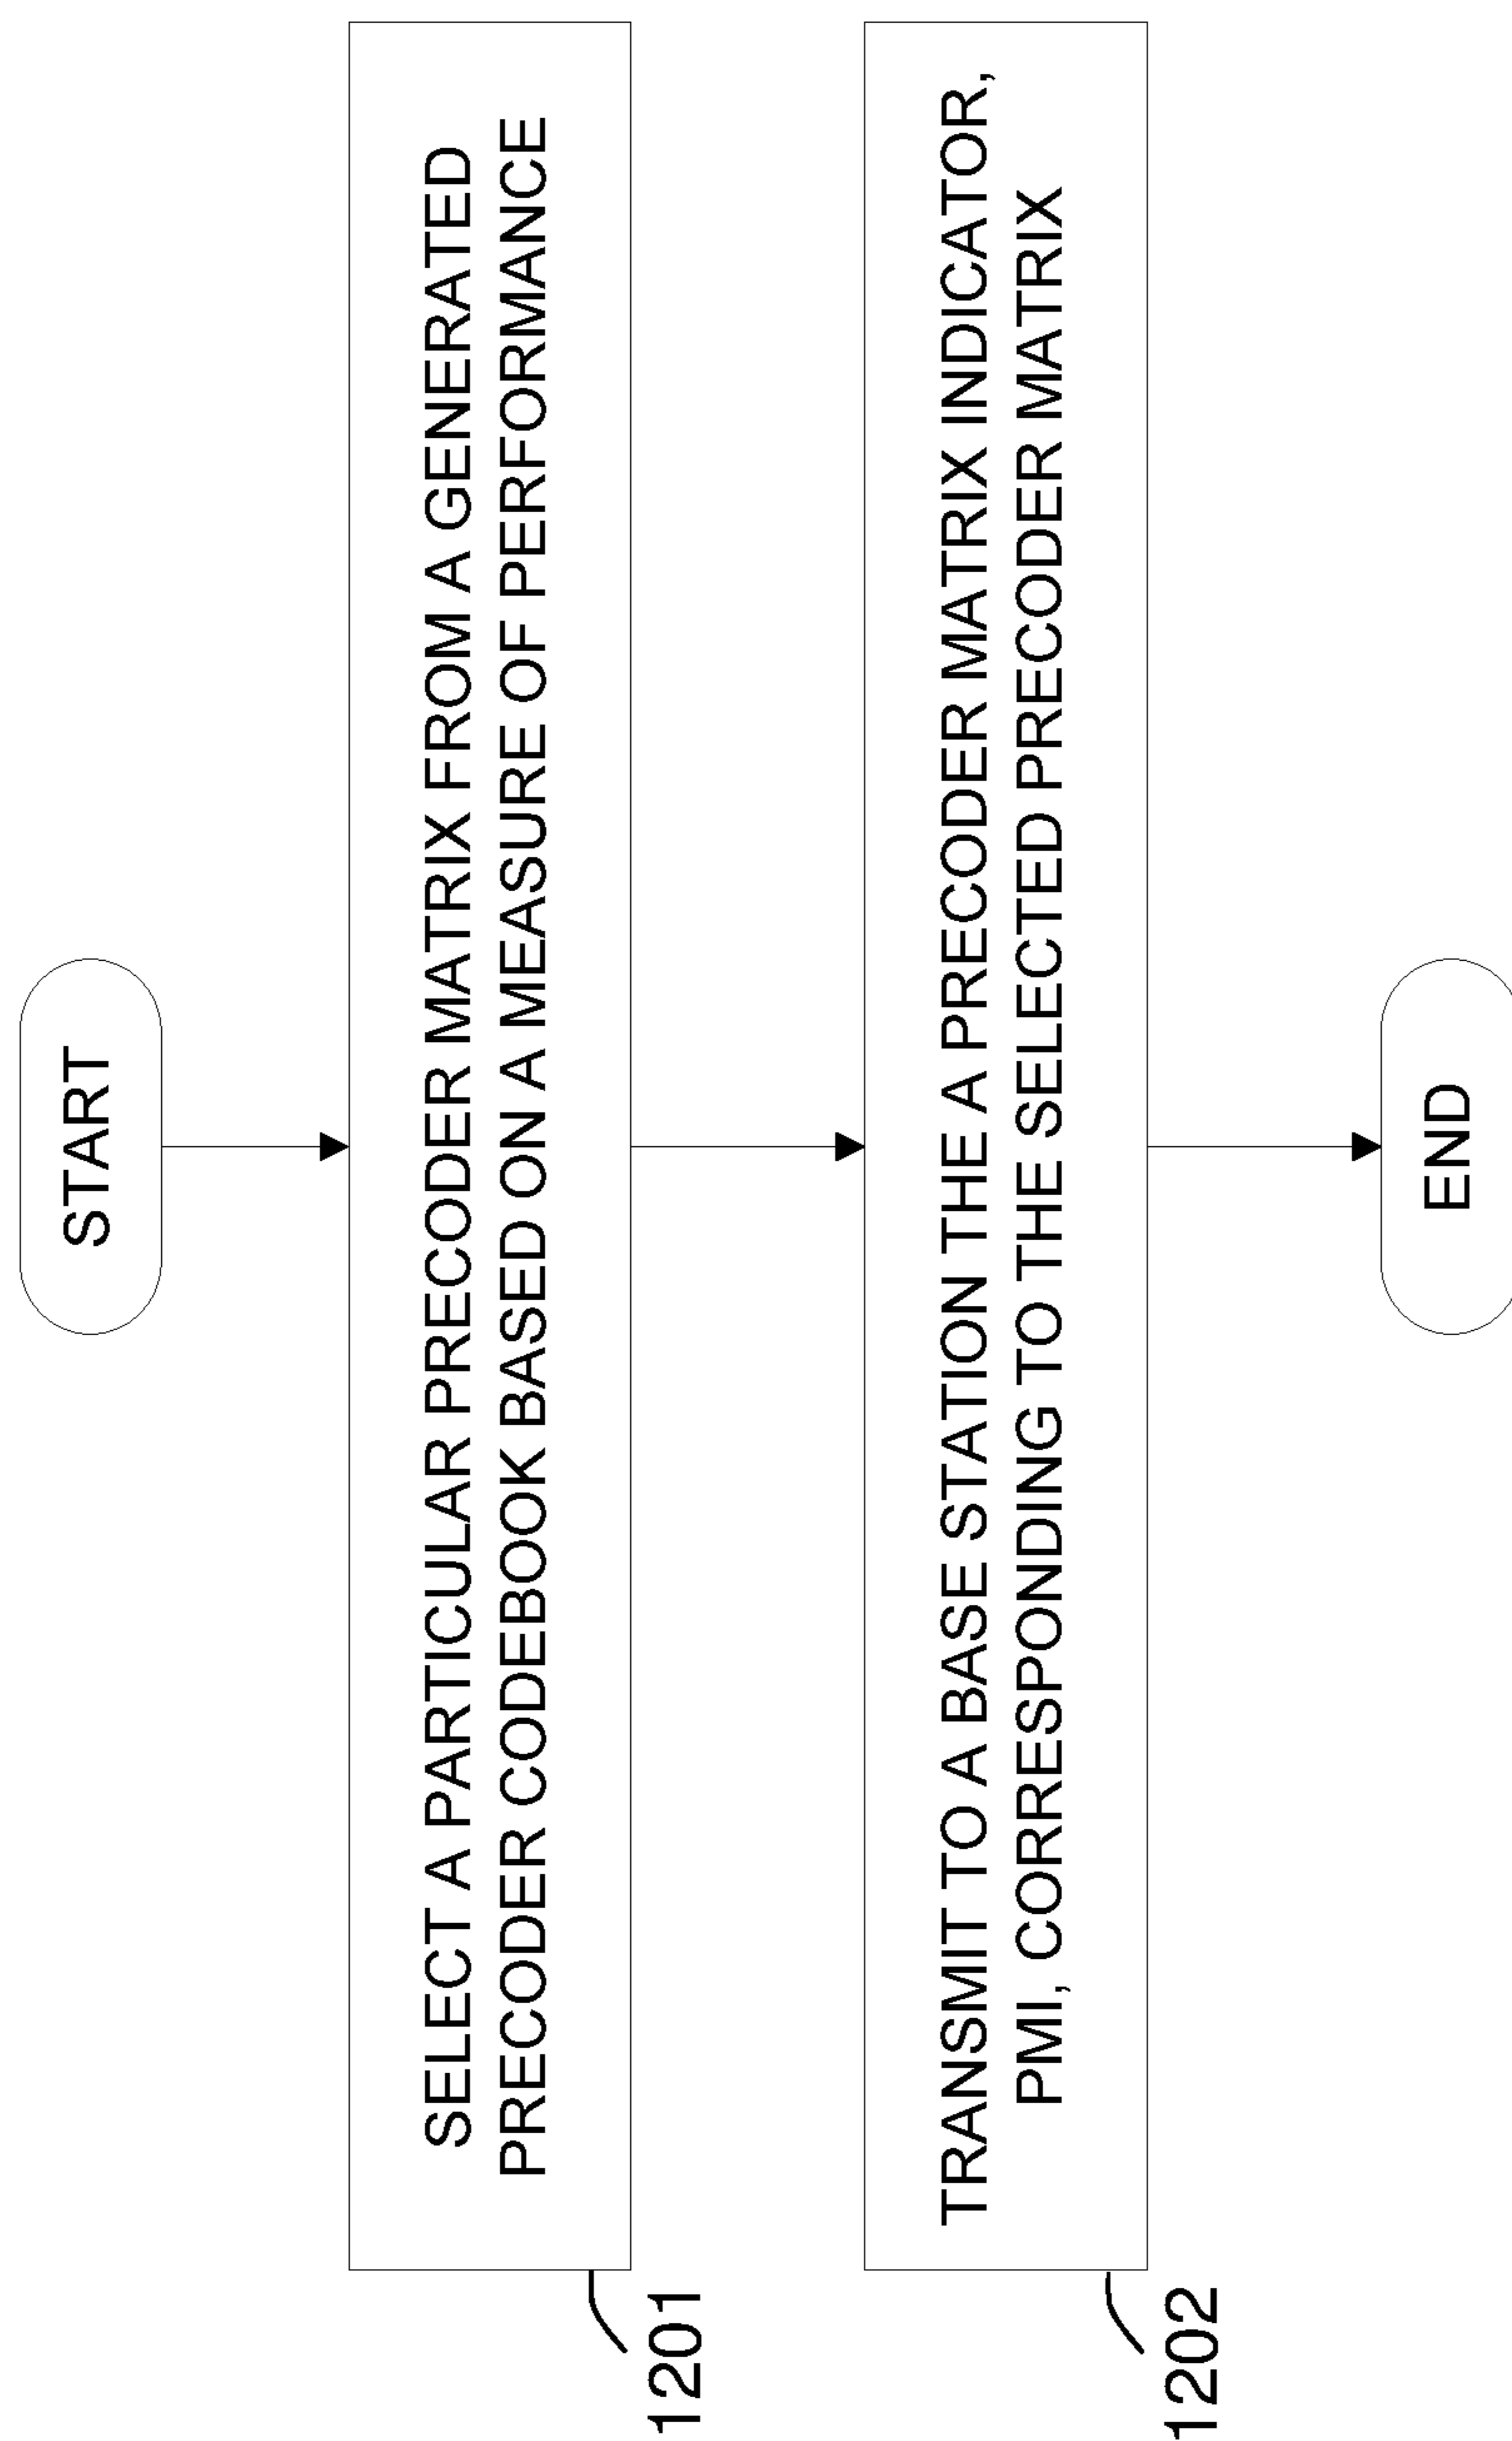 START
SELECT A PARTICULAR PRECODER MATRIX FROM A GENERATED
PRECODER CODEBOOK BASED ON A MEASURE OF PERFORMANCE
1201
TRANSMIT TO A BASE STATION THE A PRECODER MATRIX INDICATOR,
PMI, CORRESPONDING TO THE SELECTED PRECODER MATRIX
1202
END